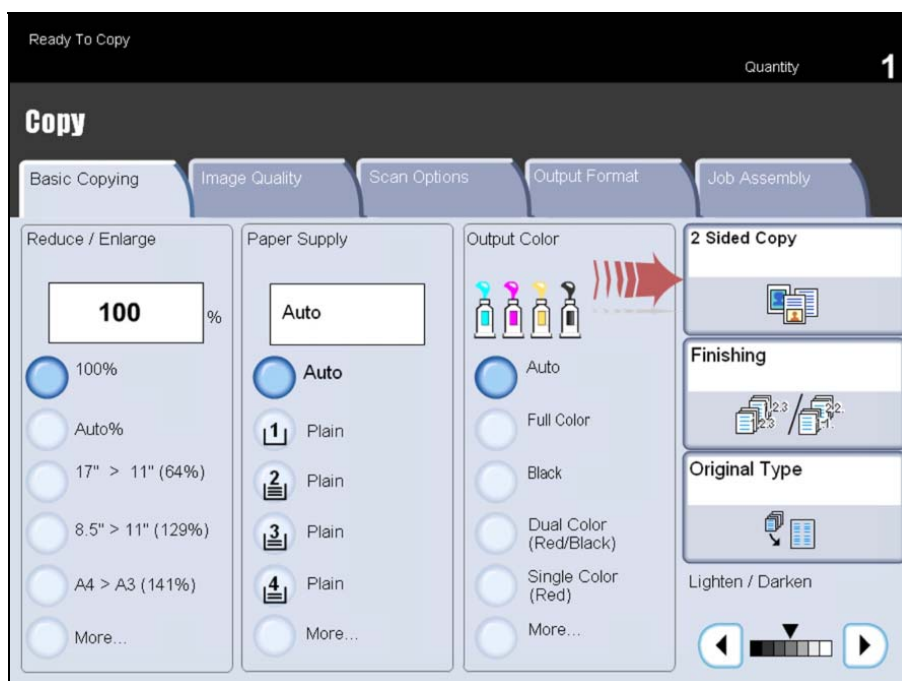 Ready To Copy
Quantity 1
Copy
Basic Copying
Image Quality
Scan Options
Output Format
Job Assembly
Reduce / Enlarge
100 %
100%
Auto%
17" > 11" (64%)
8.5" > 11" (129%)
A4 > A3 (141%)
More...
Paper Supply
Auto
Auto
1 Plain
2 Plain
3 Plain
4 Plain
More...
Output Color
Auto
Full Color
Black
Dual Color
(Red/Black)
Single Color
(Red)
More...
2 Sided Copy
Finishing
Original Type
Lighten / Darken